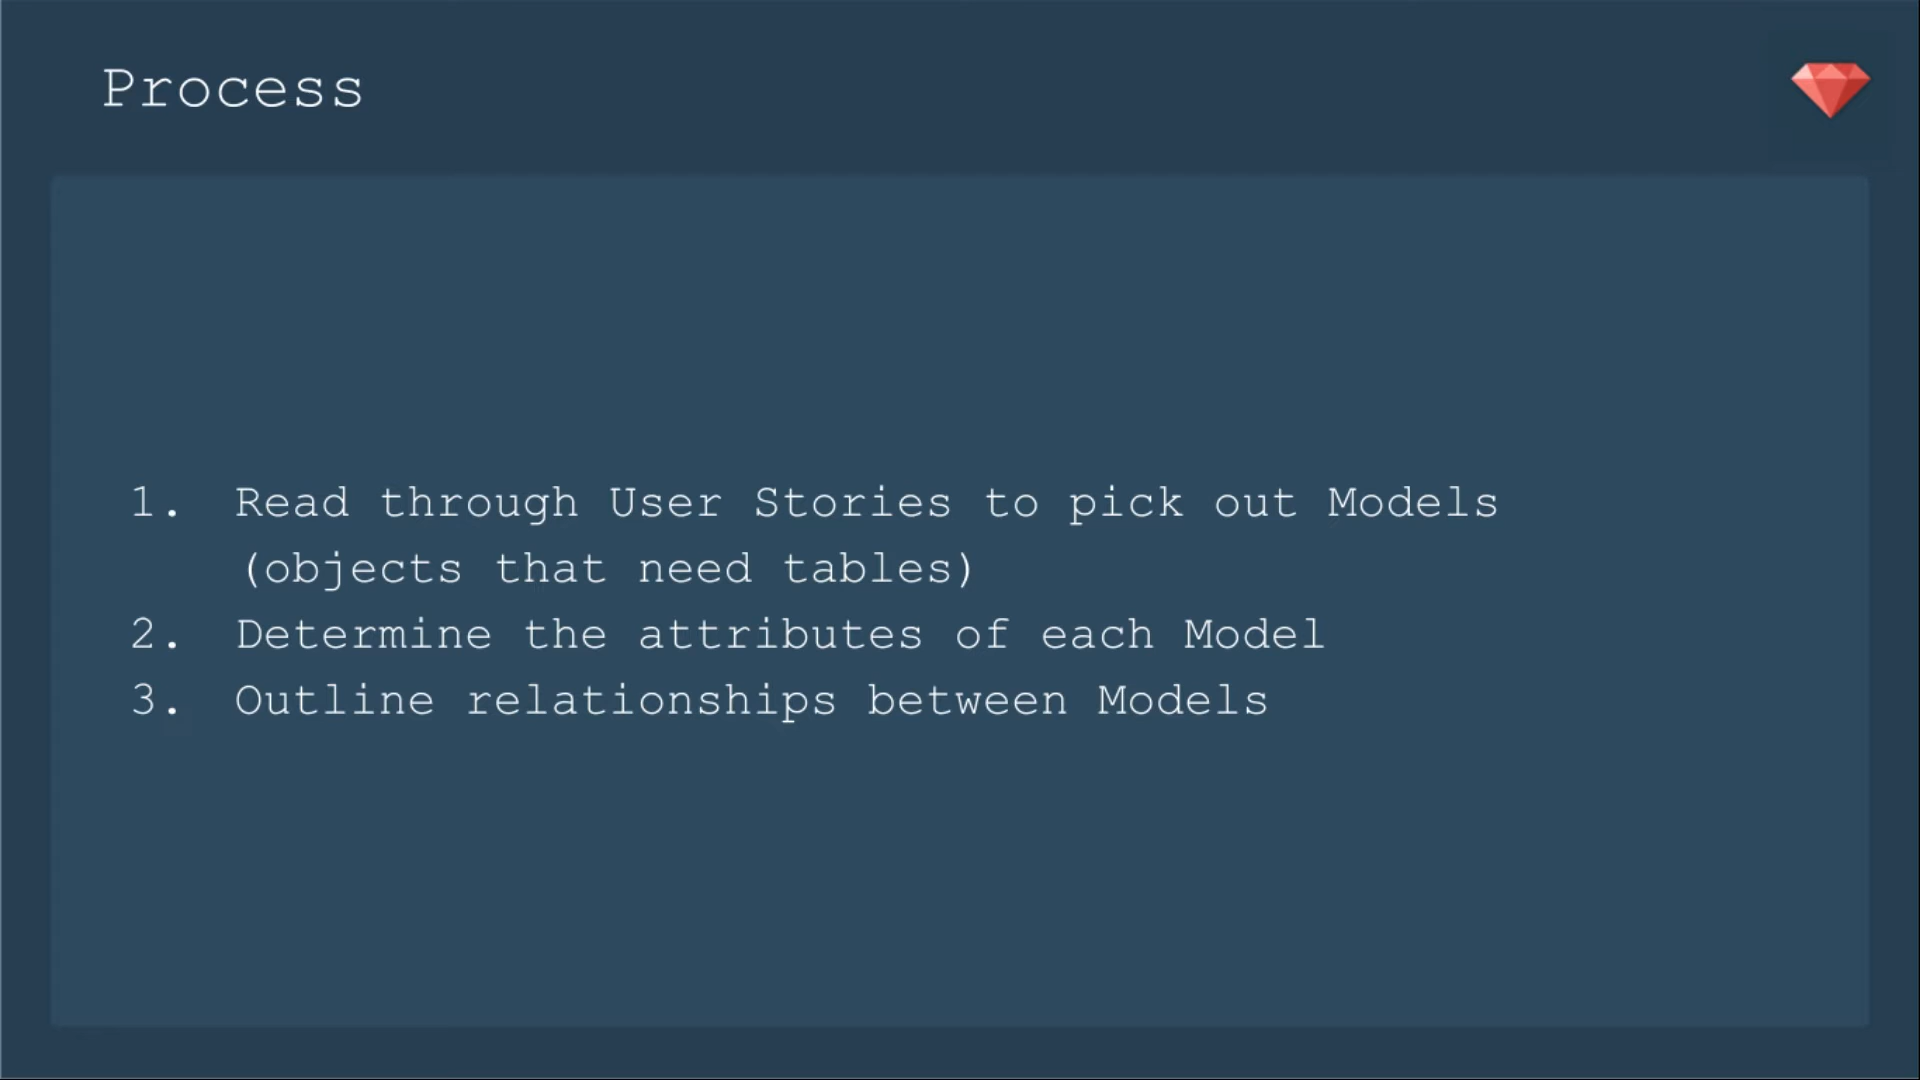 Process
1. Read through User Stories to pick out Models
(objects that need tables)
2. Determine the attributes of each Model
3. Outline relationships between Models